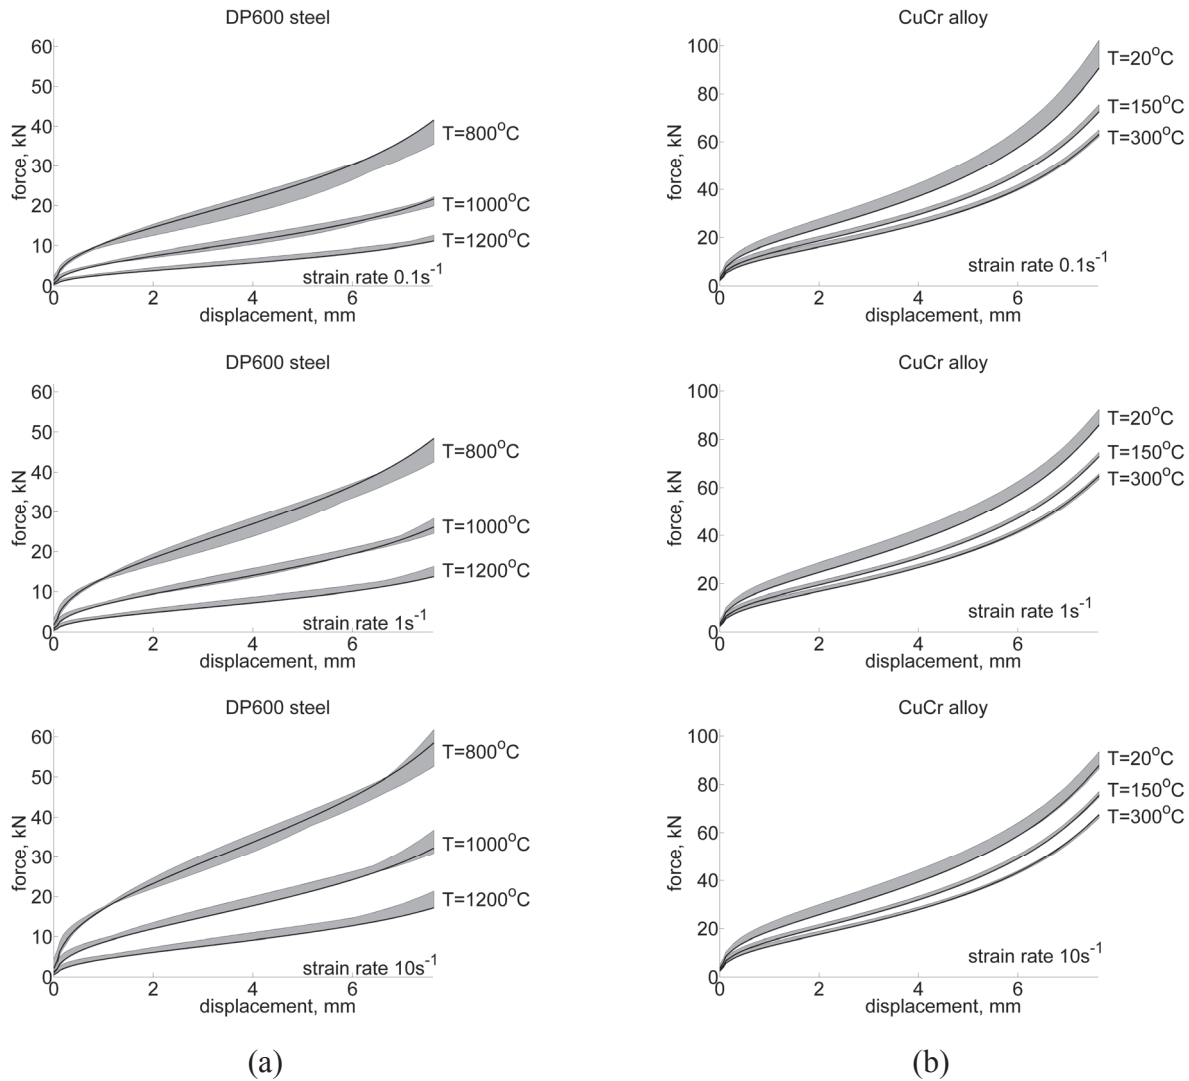 DP600 steel
60
50
40
30
20
10
0
force, kN
T=800°C
T=1000°C
T=1200°C
strain rate 0.1s⁻¹
0 2 4 6
displacement, mm
CuCr alloy
100
80
60
40
20
0
force, kN
T=20°C
T=150°C
T=300°C
strain rate 0.1s⁻¹
0 2 4 6
displacement, mm
DP600 steel
60
50
40
30
20
10
0
force, kN
T=800°C
T=1000°C
T=1200°C
strain rate 1s⁻¹
0 2 4 6
displacement, mm
CuCr alloy
100
80
60
40
20
0
force, kN
T=20°C
T=150°C
T=300°C
strain rate 1s⁻¹
0 2 4 6
displacement, mm
DP600 steel
60
50
40
30
20
10
0
force, kN
T=800°C
T=1000°C
T=1200°C
strain rate 10s⁻¹
0 2 4 6
displacement, mm
CuCr alloy
100
80
60
40
20
0
force, kN
T=20°C
T=150°C
T=300°C
strain rate 10s⁻¹
0 2 4 6
displacement, mm
(a) (b)